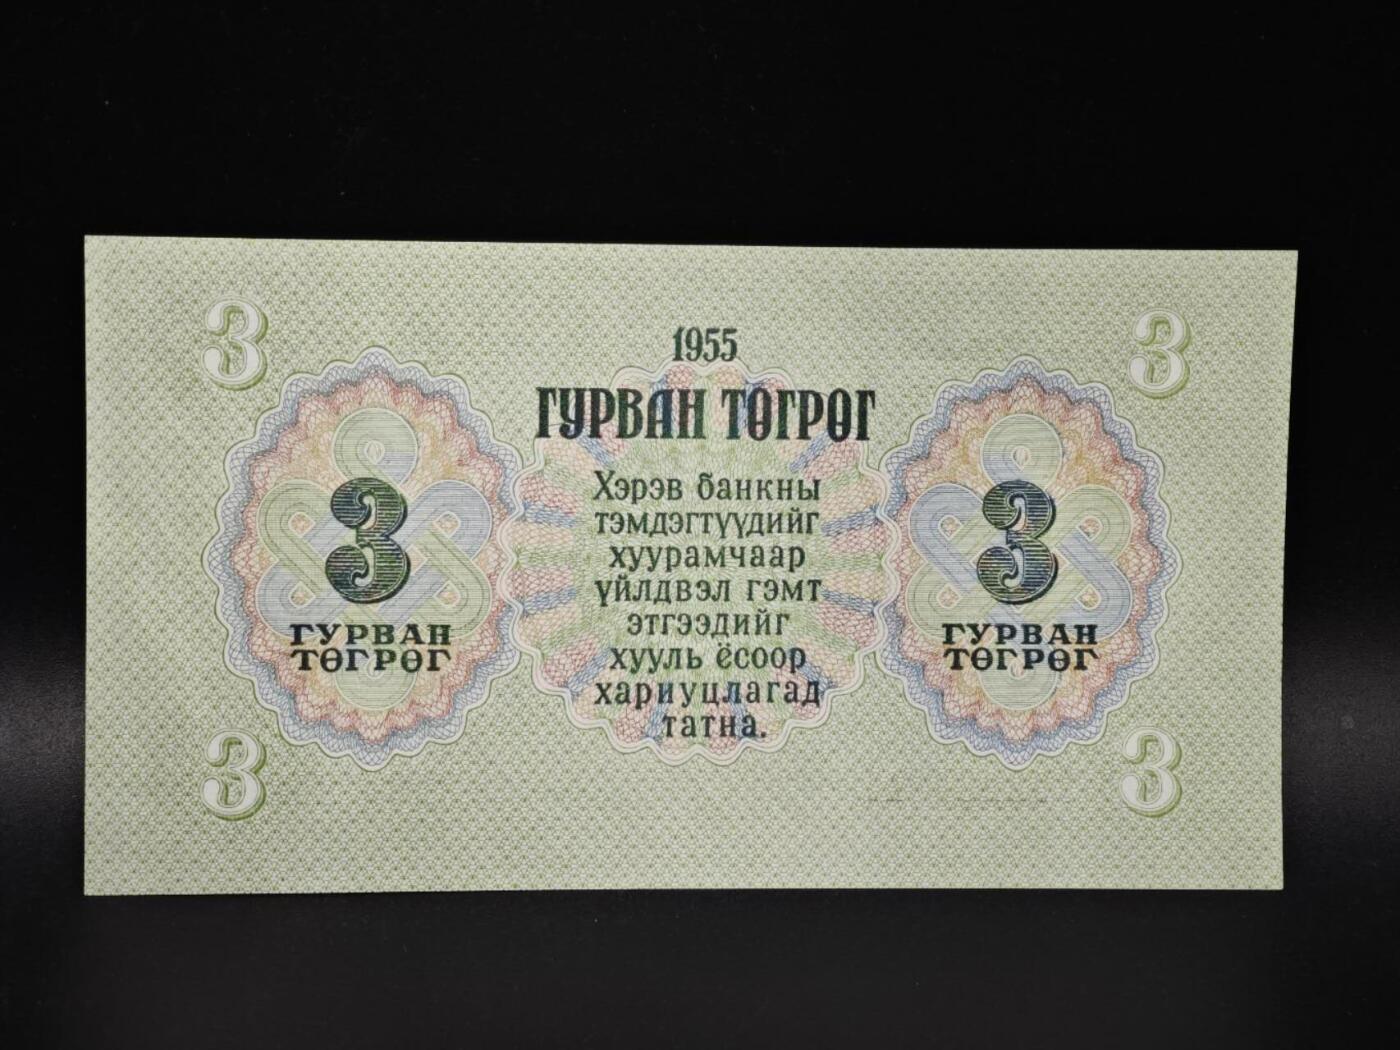 3
3
1955
ГУРВАН ТӨГРӨГ
Хэрэв банкны
тэмдэгтүүдийг
хуурамчаар
үйлдвэл гэмт
этгээдийг
хууль ёсоор
хариуцлагад
татна.
3
ГУРВАН
ТӨГРӨГ
3
ГУРВАН
ТӨГРӨГ
3
3